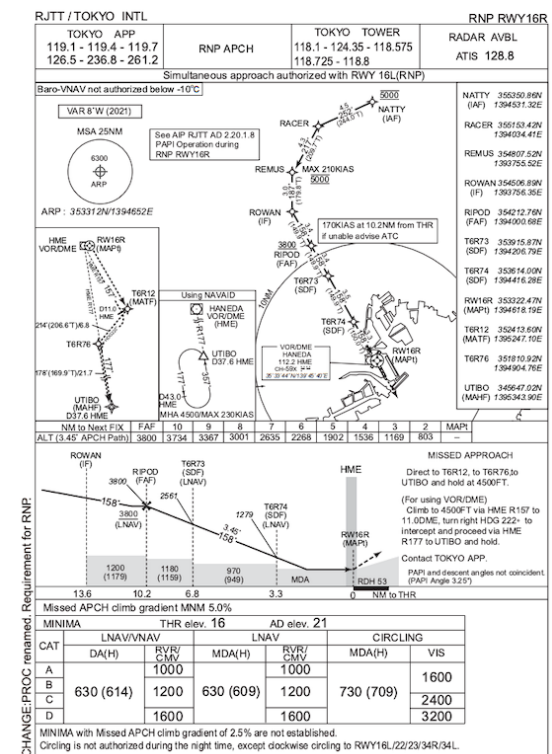 RJTT / TOKYO INTL
RNP RWY16R
TOKYO APP
119.1 - 119.4 - 119.7
126.5 - 236.8 - 261.2
RNP APCH
TOKYO TOWER
118.1 - 124.35 - 118.575
118.725 - 118.8
RADAR AVBL
ATIS 128.8
Simultaneous approach authorized with RWY 16L(RNP)
Baro-VNAV not authorized below -10°C
VAR 8°W (2021)
MSA 25NM
6300
ARP
ARP : 353312N/1394652E
See AIP RJTT AD 2.20.1.8
PAPI Operation during
RNP RWY16R
5000
NATTY
(IAF)
RACER
REMUS
MAX 210KIAS
5000
ROWAN
(IF)
170KIAS at 10.2NM from THR
if unable advise ATC
3800
RIPOD
(FAF)
T6R73
(SDF)
T6R74
(SDF)
10NM
RW16R
(MAPt)
VOR/DME
HANEDA
112.2 HME
HME
VOR/DME
RW16R
(MAPt)
T6R12
(MATF)
D11.0
HME
214°(206.6°T)/6.8
T6R76
178°(169.9°T)/21.7
UTIBO
(MAHF)
D37.6 HME
Using NAVAID
HANEDA
VOR/DME
(HME)
R177
UTIBO
D37.6 HME
177°
357°
D43.0
HME
MHA 4500/MAX 230KIAS
NATTY 355350.86N
(IAF) 1394531.32E
RACER 355153.42N
1394034.41E
REMUS 354807.52N
1393755.52E
ROWAN 354506.89N
(IF) 1393756.35E
RIPOD 354212.76N
(FAF) 1394000.68E
T6R73 353915.87N
(SDF) 1394206.79E
T6R74 353614.00N
(SDF) 1394416.28E
RW16R 353322.47N
(MAPt) 1394618.19E
T6R12 352413.60N
(MATF) 1395247.10E
T6R76 351810.92N
1394904.76E
UTIBO 345647.02N
(MAHF) 1395343.90E
NM to Next FIX FAF 10 9 8 7 6 5 4 3 2 1
ALT (3.45° APCH Path) 3800 3734 3367 3001 2635 2268 1902 1536 1169 803 –
ROWAN
(IF)
RIPOD
(FAF)
3800
3800
(LNAV)
158°
T6R73
(SDF)
(LNAV)
2561
T6R74
(SDF)
(LNAV)
1279
3.45°
158°
HME
RW16R
(MAPt)
1200
(1179)
1180
(1159)
970
(949)
MDA
RDH 53
13.6 10.2 6.8 3.3 0 NM to THR
MISSED APPROACH
Direct to T6R12, to T6R76,to
UTIBO and hold at 4500FT.
(For using VOR/DME)
Climb to 4500FT via HME R157 to
11.0DME, turn right HDG 222° to
intercept and proceed via HME
R177 to UTIBO and hold.
Contact TOKYO APP.
PAPI and descent angles not coincident.
(PAPI Angle 3.25°)
Missed APCH climb gradient MNM 5.0%
MINIMA THR elev. 16 AD elev. 21
CAT LNAV/VNAV LNAV CIRCLING
DA(H) RVR/CMV MDA(H) RVR/CMV MDA(H) VIS
A 1000 1000
B 630 (614) 1200 630 (609) 1200 730 (709) 1600
C 2400
D 1600 1600 3200
MINIMA with Missed APCH climb gradient of 2.5% are not established.
Circling is not authorized during the night time, except clockwise circling to RWY16L/22/23/34R/34L.
CHANGE:PROC renamed. Requirement for RNP.